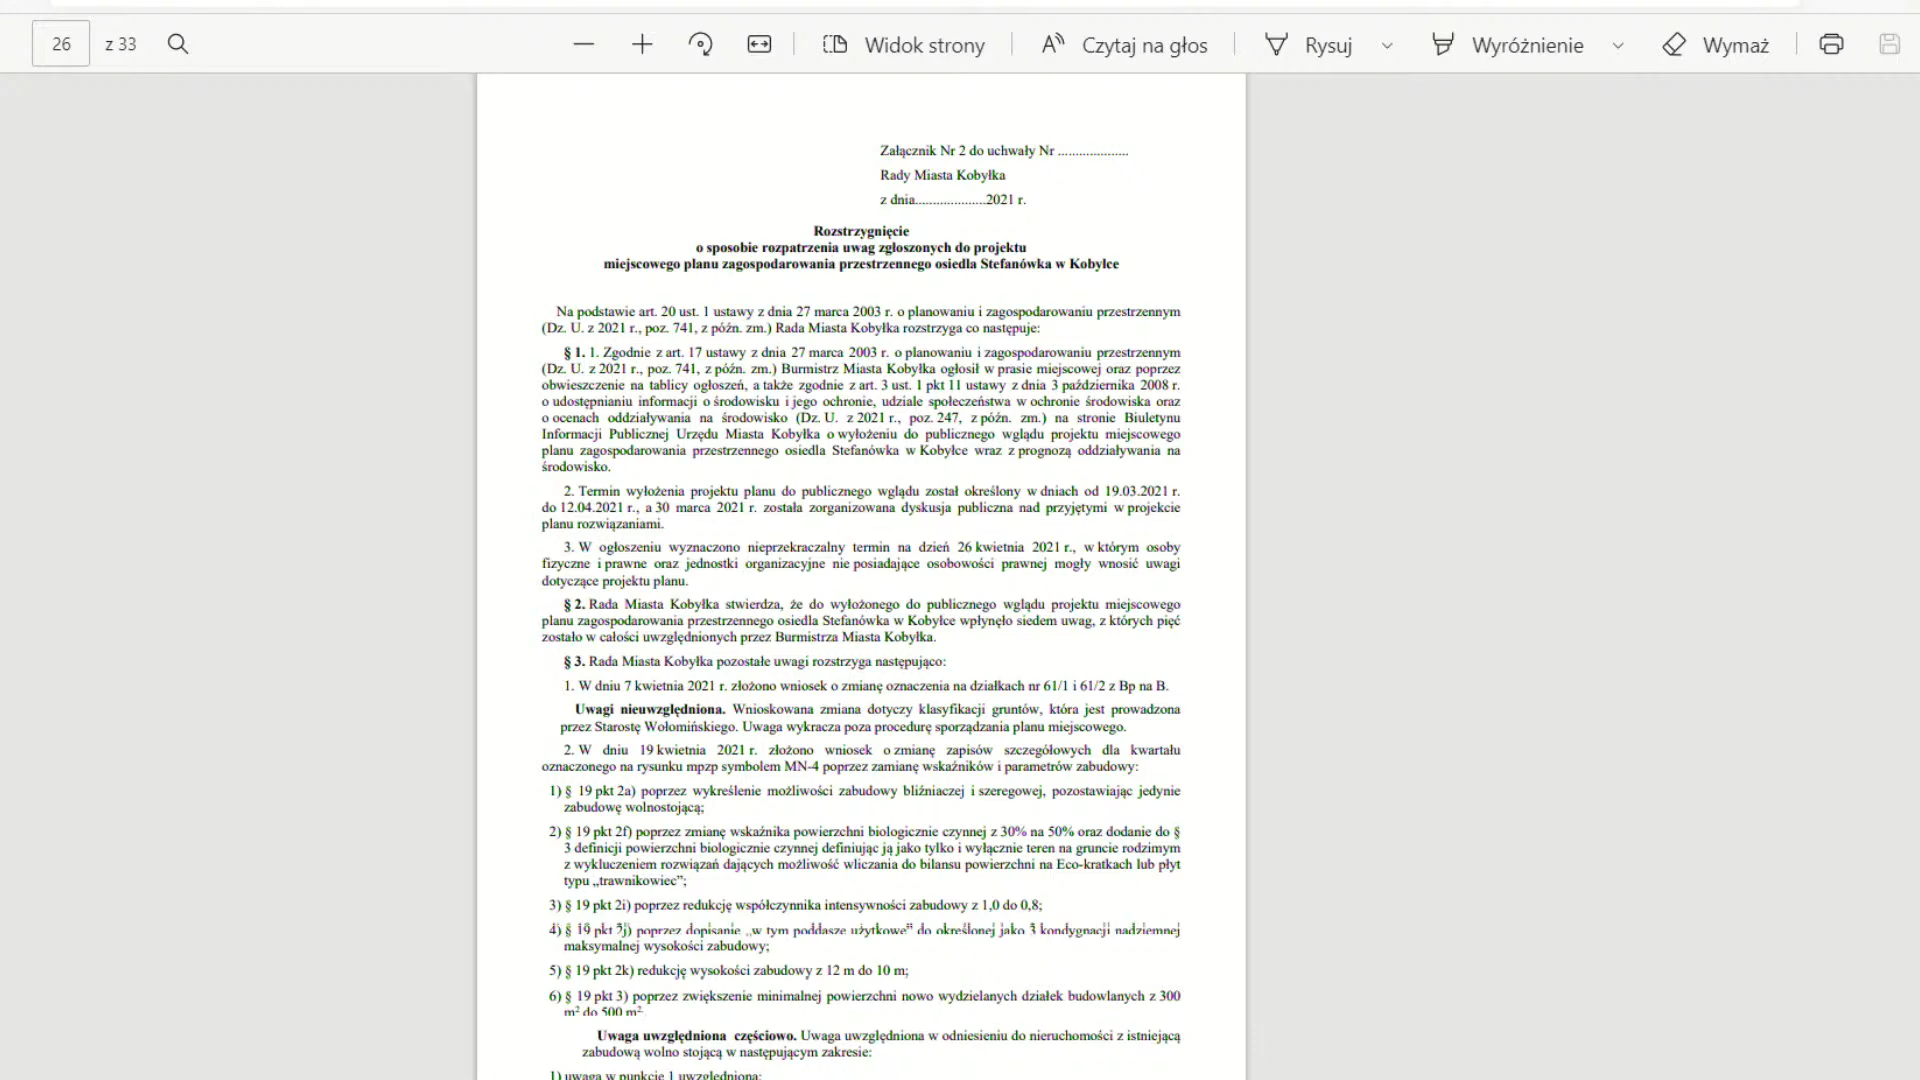 26 z 33 Widok strony Czytaj na głos Rysuj Wyróżnienie Wymaż
Załącznik Nr 2 do uchwały Nr ....................
Rady Miasta Kobyłka
z dnia....................2021 r.
Rozstrzygnięcie
o sposobie rozpatrzenia uwag zgłoszonych do projektu
miejscowego planu zagospodarowania przestrzennego osiedla Stefanówka w Kobyłce
Na podstawie art. 20 ust. 1 ustawy z dnia 27 marca 2003 r. o planowaniu i zagospodarowaniu przestrzennym
(Dz. U. z 2021 r., poz. 741, z późn. zm.) Rada Miasta Kobyłka rozstrzyga co następuje:
§ 1. 1. Zgodnie z art. 17 ustawy z dnia 27 marca 2003 r. o planowaniu i zagospodarowaniu przestrzennym
(Dz. U. z 2021 r., poz. 741, z późn. zm.) Burmistrz Miasta Kobyłka ogłosił w prasie miejscowej oraz poprzez
obwieszczenie na tablicy ogłoszeń, a także zgodnie z art. 3 ust. 1 pkt 11 ustawy z dnia 3 października 2008 r.
o udostępnianiu informacji o środowisku i jego ochronie, udziale społeczeństwa w ochronie środowiska oraz
o ocenach oddziaływania na środowisko (Dz. U. z 2021 r., poz. 247, z późn. zm.) na stronie Biuletynu
Informacji Publicznej Urzędu Miasta Kobyłka o wyłożeniu do publicznego wglądu projektu miejscowego
planu zagospodarowania przestrzennego osiedla Stefanówka w Kobyłce wraz z prognozą oddziaływania na
środowisko.
2. Termin wyłożenia projektu planu do publicznego wglądu został określony w dniach od 19.03.2021 r.
do 12.04.2021 r., a 30 marca 2021 r. została zorganizowana dyskusja publiczna nad przyjętymi w projekcie
planu rozwiązaniami.
3. W ogłoszeniu wyznaczono nieprzekraczalny termin na dzień 26 kwietnia 2021 r., w którym osoby
fizyczne i prawne oraz jednostki organizacyjne nie posiadające osobowości prawnej mogły wnosić uwagi
dotyczące projektu planu.
§ 2. Rada Miasta Kobyłka stwierdza, że do wyłożonego do publicznego wglądu projektu miejscowego
planu zagospodarowania przestrzennego osiedla Stefanówka w Kobyłce wpłynęło siedem uwag, z których pięć
zostało w całości uwzględnionych przez Burmistrza Miasta Kobyłka.
§ 3. Rada Miasta Kobyłka pozostałe uwagi rozstrzyga następująco:
1. W dniu 7 kwietnia 2021 r. złożono wniosek o zmianę oznaczenia na działkach nr 61/1 i 61/2 z Bp na B.
Uwagi nieuwzględniona. Wnioskowana zmiana dotyczy klasyfikacji gruntów, która jest prowadzona
przez Starostę Wołomińskiego. Uwaga wykracza poza procedurę sporządzania planu miejscowego.
2. W dniu 19 kwietnia 2021 r. złożono wniosek o zmianę zapisów szczegółowych dla kwartału
oznaczonego na rysunku mpzp symbolem MN-4 poprzez zamianę wskaźników i parametrów zabudowy:
1) § 19 pkt 2a) poprzez wykreślenie możliwości zabudowy bliźniaczej i szeregowej, pozostawiając jedynie
zabudowę wolnostojącą;
2) § 19 pkt 2f) poprzez zmianę wskaźnika powierzchni biologicznie czynnej z 30% na 50% oraz dodanie do §
3 definicji powierzchni biologicznie czynnej definiując ją jako tylko i wyłącznie teren na gruncie rodzimym
z wykluczeniem rozwiązań dających możliwość wliczania do bilansu powierzchni na Eco-kratkach lub płyt
typu „trawnikowiec”;
3) § 19 pkt 2i) poprzez redukcję współczynnika intensywności zabudowy z 1,0 do 0,8;
4) § 19 pkt 2j) poprzez dopisanie „w tym poddasze użytkowe” do określonej jako 3 kondygnacji nadziemnej
maksymalnej wysokości zabudowy;
5) § 19 pkt 2k) redukcję wysokości zabudowy z 12 m do 10 m;
6) § 19 pkt 3) poprzez zwiększenie minimalnej powierzchni nowo wydzielanych działek budowlanych z 300
m² do 500 m².
Uwaga uwzględniona częściowo. Uwaga uwzględniona w odniesieniu do nieruchomości z istniejącą
zabudową wolno stojącą w następującym zakresie:
1) uwaga w punkcie 1 uwzględniona;